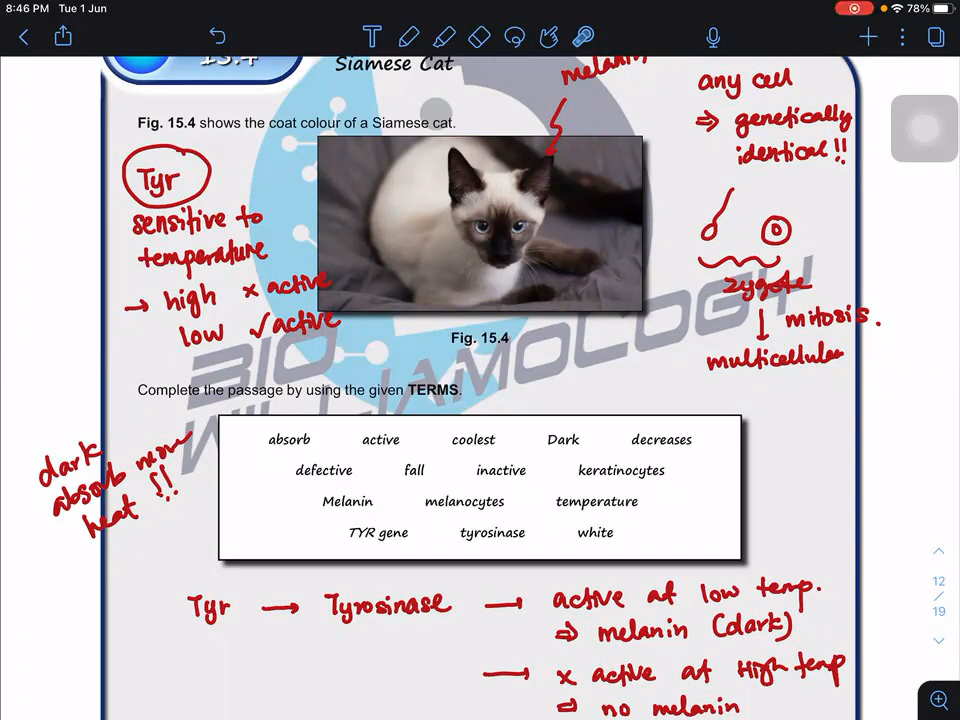 8:46 PM Tue 1 Jun
78%
13.4
Siamese Cat
Fig. 15.4 shows the coat colour of a Siamese cat.
melanin
any cell
⇒ genetically
identical!!
Tyr
sensitive to
temperature
→ high x active
low ✓active
zygote
mitosis.
multicellular
Fig. 15.4
BIO
WILLIAMOLOGY
Complete the passage by using the given TERMS.
dark
absorb more
heat !!
absorb active coolest Dark decreases
defective fall inactive keratinocytes
Melanin melanocytes temperature
TYR gene tyrosinase white
Tyr → Tyrosinase → active at low temp.
⇒ melanin (dark)
→ x active at High temp
⇒ no melanin
12
/
19